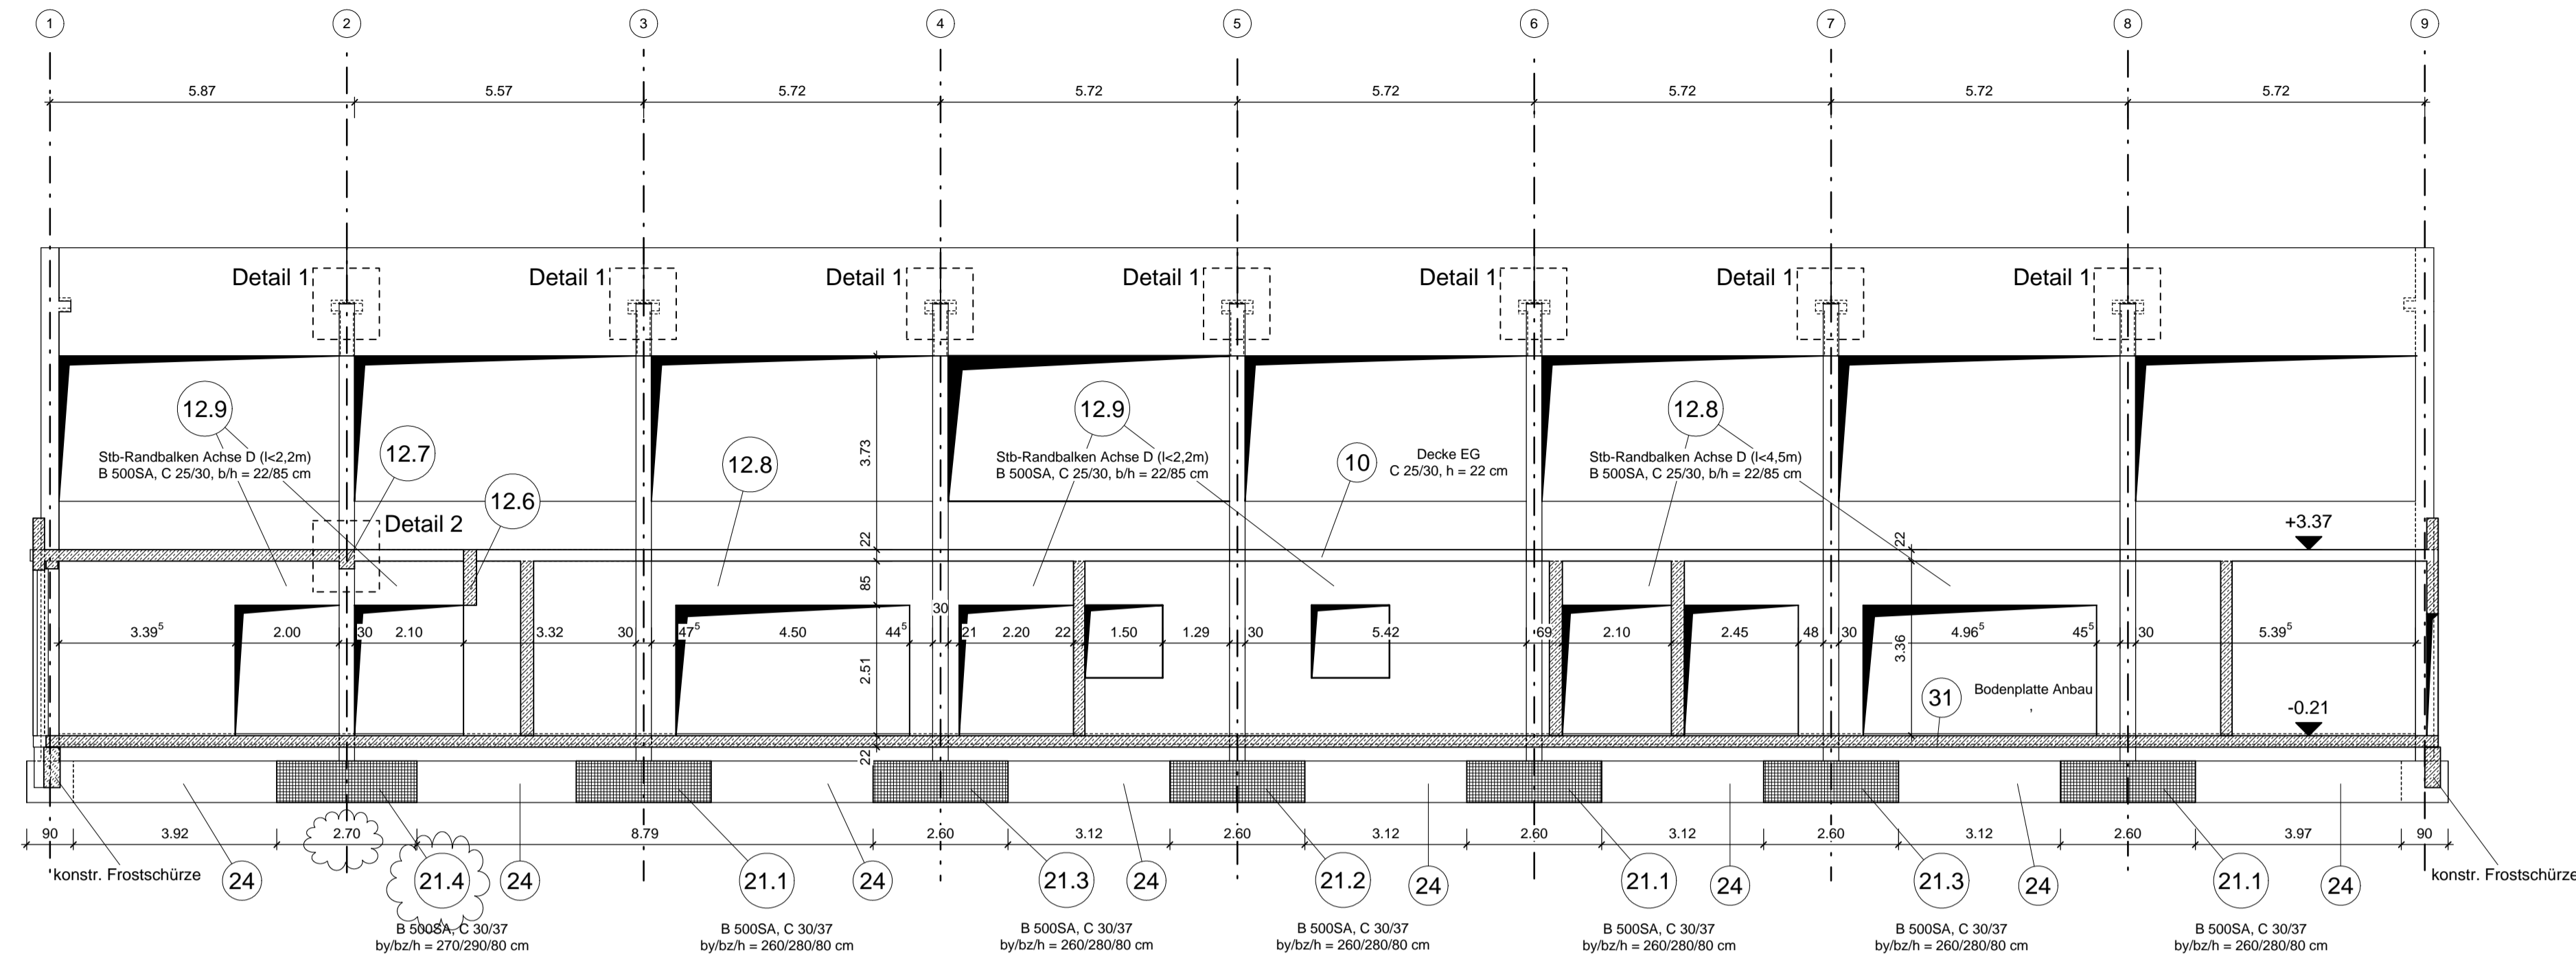 1 2 3 4 5 6 7 8 9
5.87 5.57 5.72 5.72 5.72 5.72 5.72 5.72
Detail 1 Detail 1 Detail 1 Detail 1 Detail 1 Detail 1 Detail 1
12.9
Stb-Randbalken Achse D (l<2,2m)
B 500SA, C 25/30, b/h = 22/85 cm
12.7
12.6
Detail 2
12.8
3.73
22
85
2.51
22
12.9
Stb-Randbalken Achse D (l<2,2m)
B 500SA, C 25/30, b/h = 22/85 cm
10
Decke EG
C 25/30, h = 22 cm
12.8
Stb-Randbalken Achse D (l<4,5m)
B 500SA, C 25/30, b/h = 22/85 cm
22
3.36
+3.37
30
3.39⁵ 2.00 30 2.10 3.32 30 47⁵ 4.50 44⁵ 21 2.20 22 1.50 1.29 30 5.42 69 2.10 2.45 48 30 4.96⁵ 45⁵ 30 5.39⁵
31
Bodenplatte Anbau
,
-0.21
90 3.92 2.70 8.79 2.60 3.12 2.60 3.12 2.60 3.12 2.60 3.12 2.60 3.97 90
konstr. Frostschürze 24 21.4 24 21.1 24 21.3 24 21.2 24 21.1 24 21.3 24 21.1 24 konstr. Frostschürze
B 500SA, C 30/37
by/bz/h = 270/290/80 cm
B 500SA, C 30/37
by/bz/h = 260/280/80 cm
B 500SA, C 30/37
by/bz/h = 260/280/80 cm
B 500SA, C 30/37
by/bz/h = 260/280/80 cm
B 500SA, C 30/37
by/bz/h = 260/280/80 cm
B 500SA, C 30/37
by/bz/h = 260/280/80 cm
B 500SA, C 30/37
by/bz/h = 260/280/80 cm